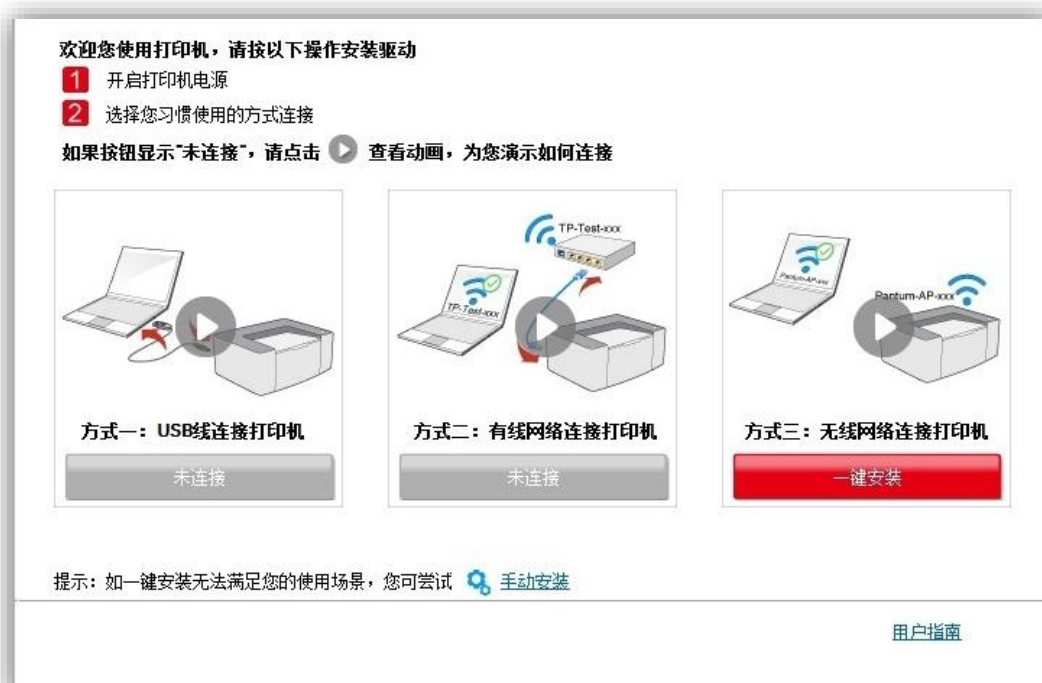 欢迎您使用打印机，请按以下操作安装驱动
1 开启打印机电源
2 选择您习惯使用的方式连接
如果按钮显示"未连接"，请点击 查看动画，为您演示如何连接
TP-Test-xxx
TP-Test-xxx
Pantum-AP-xxx
Pantum-AP-xxx
方式一：USB线连接打印机
方式二：有线网络连接打印机
方式三：无线网络连接打印机
未连接
未连接
一键安装
提示：如一键安装无法满足您的使用场景，您可尝试 手动安装
用户指南